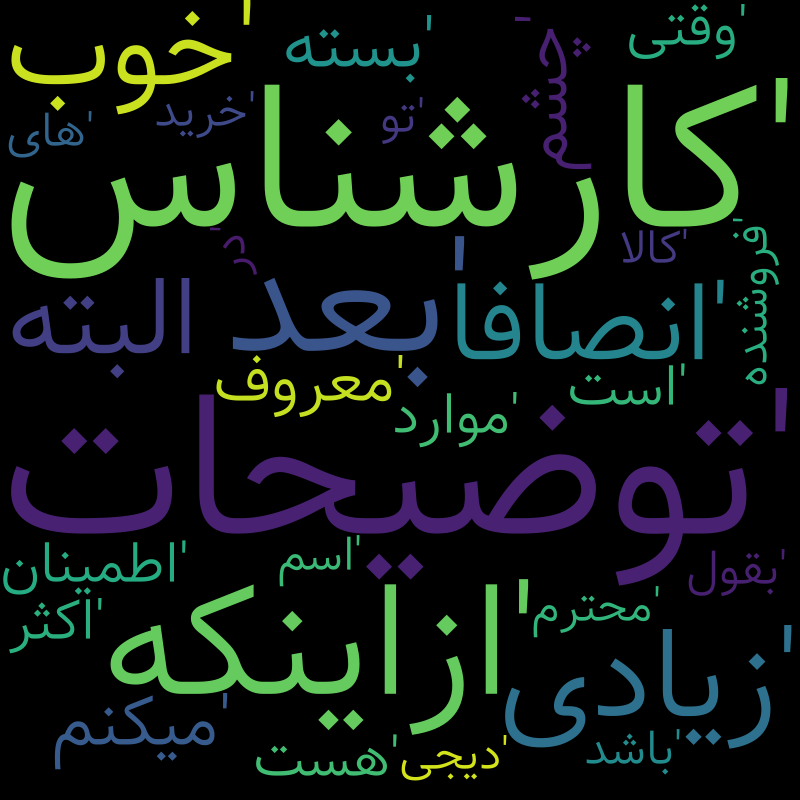 'خوب
'بسته
'چشم
'وقتی
'های
'خرید
'تو
'کارشناس
'در
'کالا
'فروشنده
البته
'بعد
'انصافا
'معروف
'موارد
'است
'توضیحات
'اطمینان
'اسم
'بقول
'اکثر
'ازاینکه
'محترم
'زیادی
'میکنم
'هست
'دیجی
'باشد